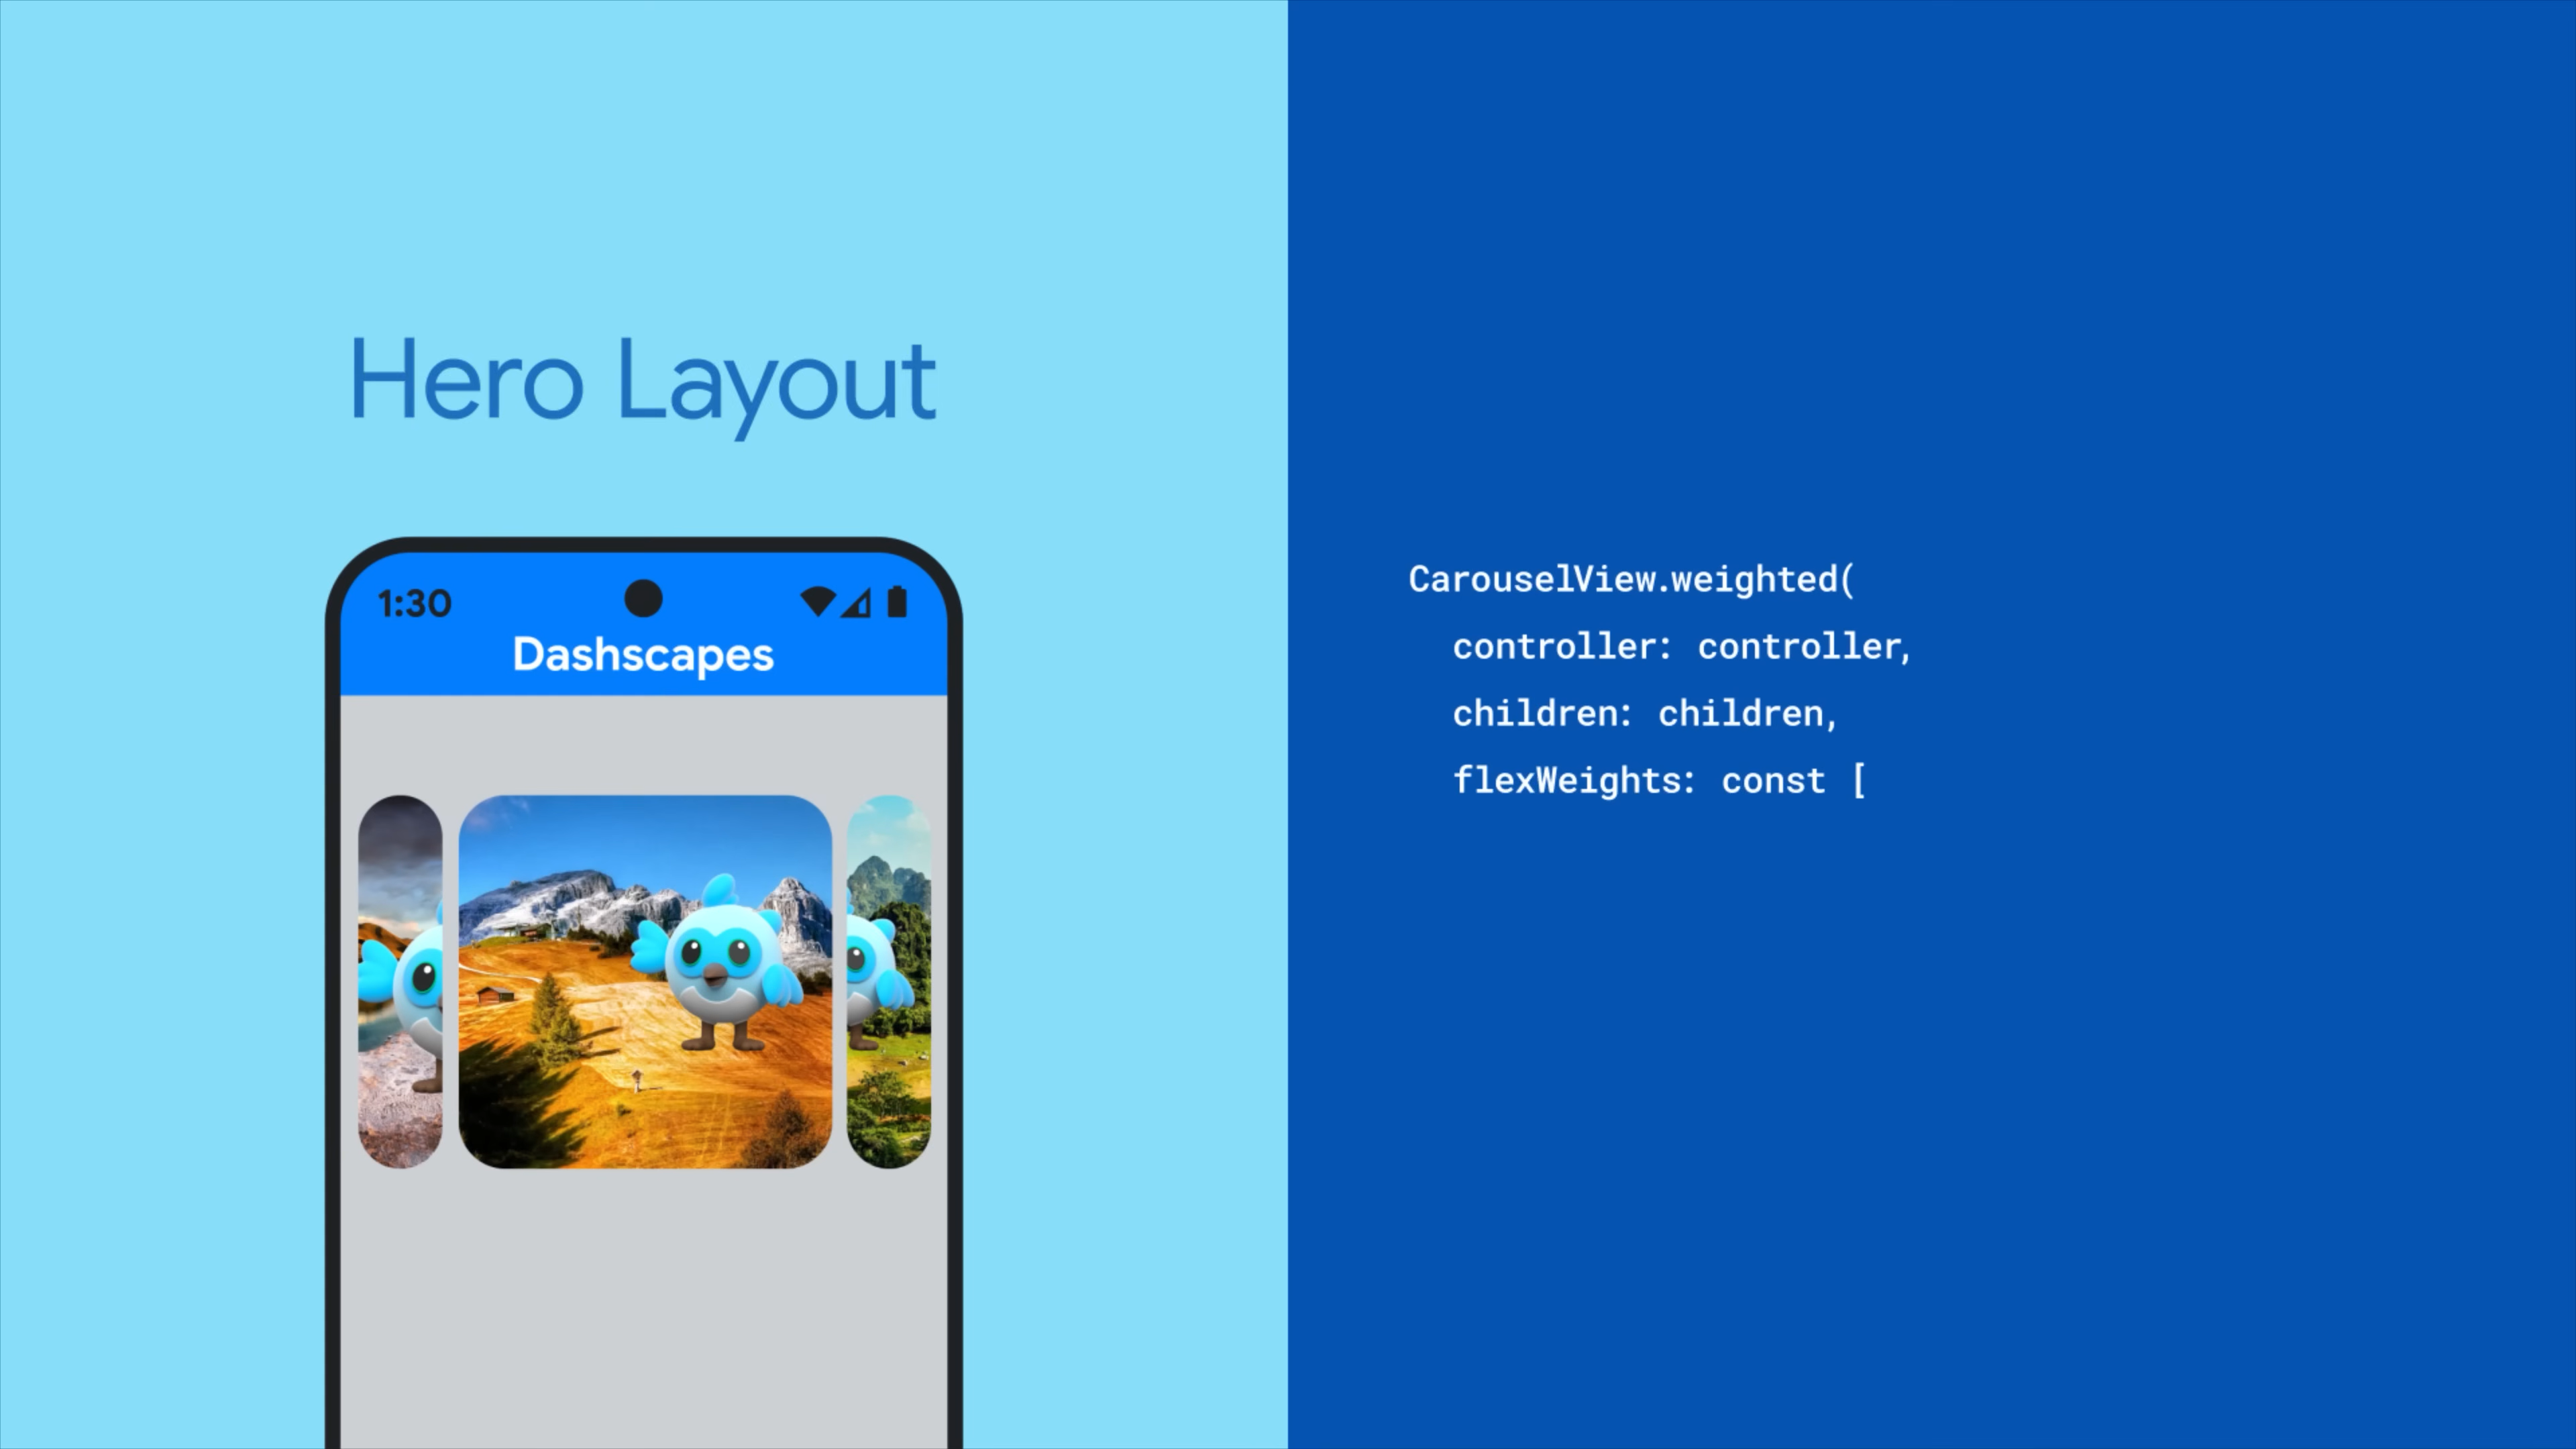 Hero Layout
1:30
Dashscapes
CarouselView.weighted(
controller: controller,
children: children,
flexWeights: const [